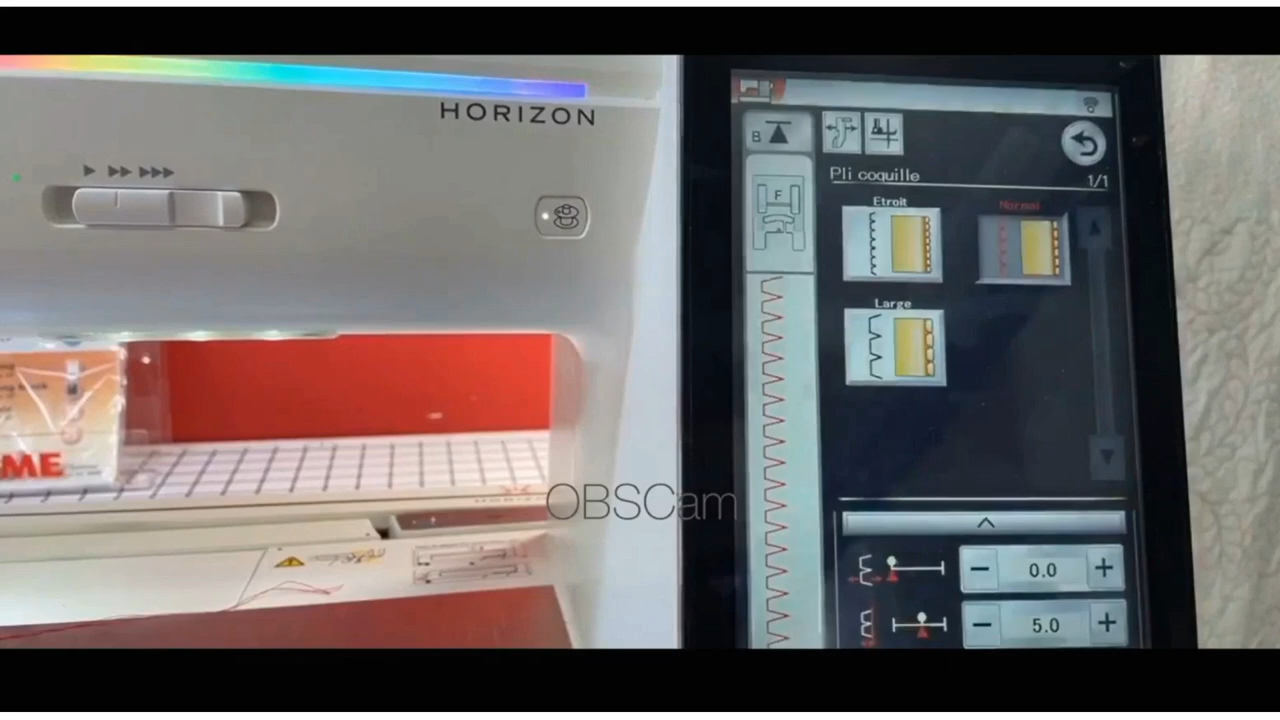 HORIZON
B
F
Pli coquille
1/1
Etroit
Normal
Large
ME
OBSCam
0.0
5.0